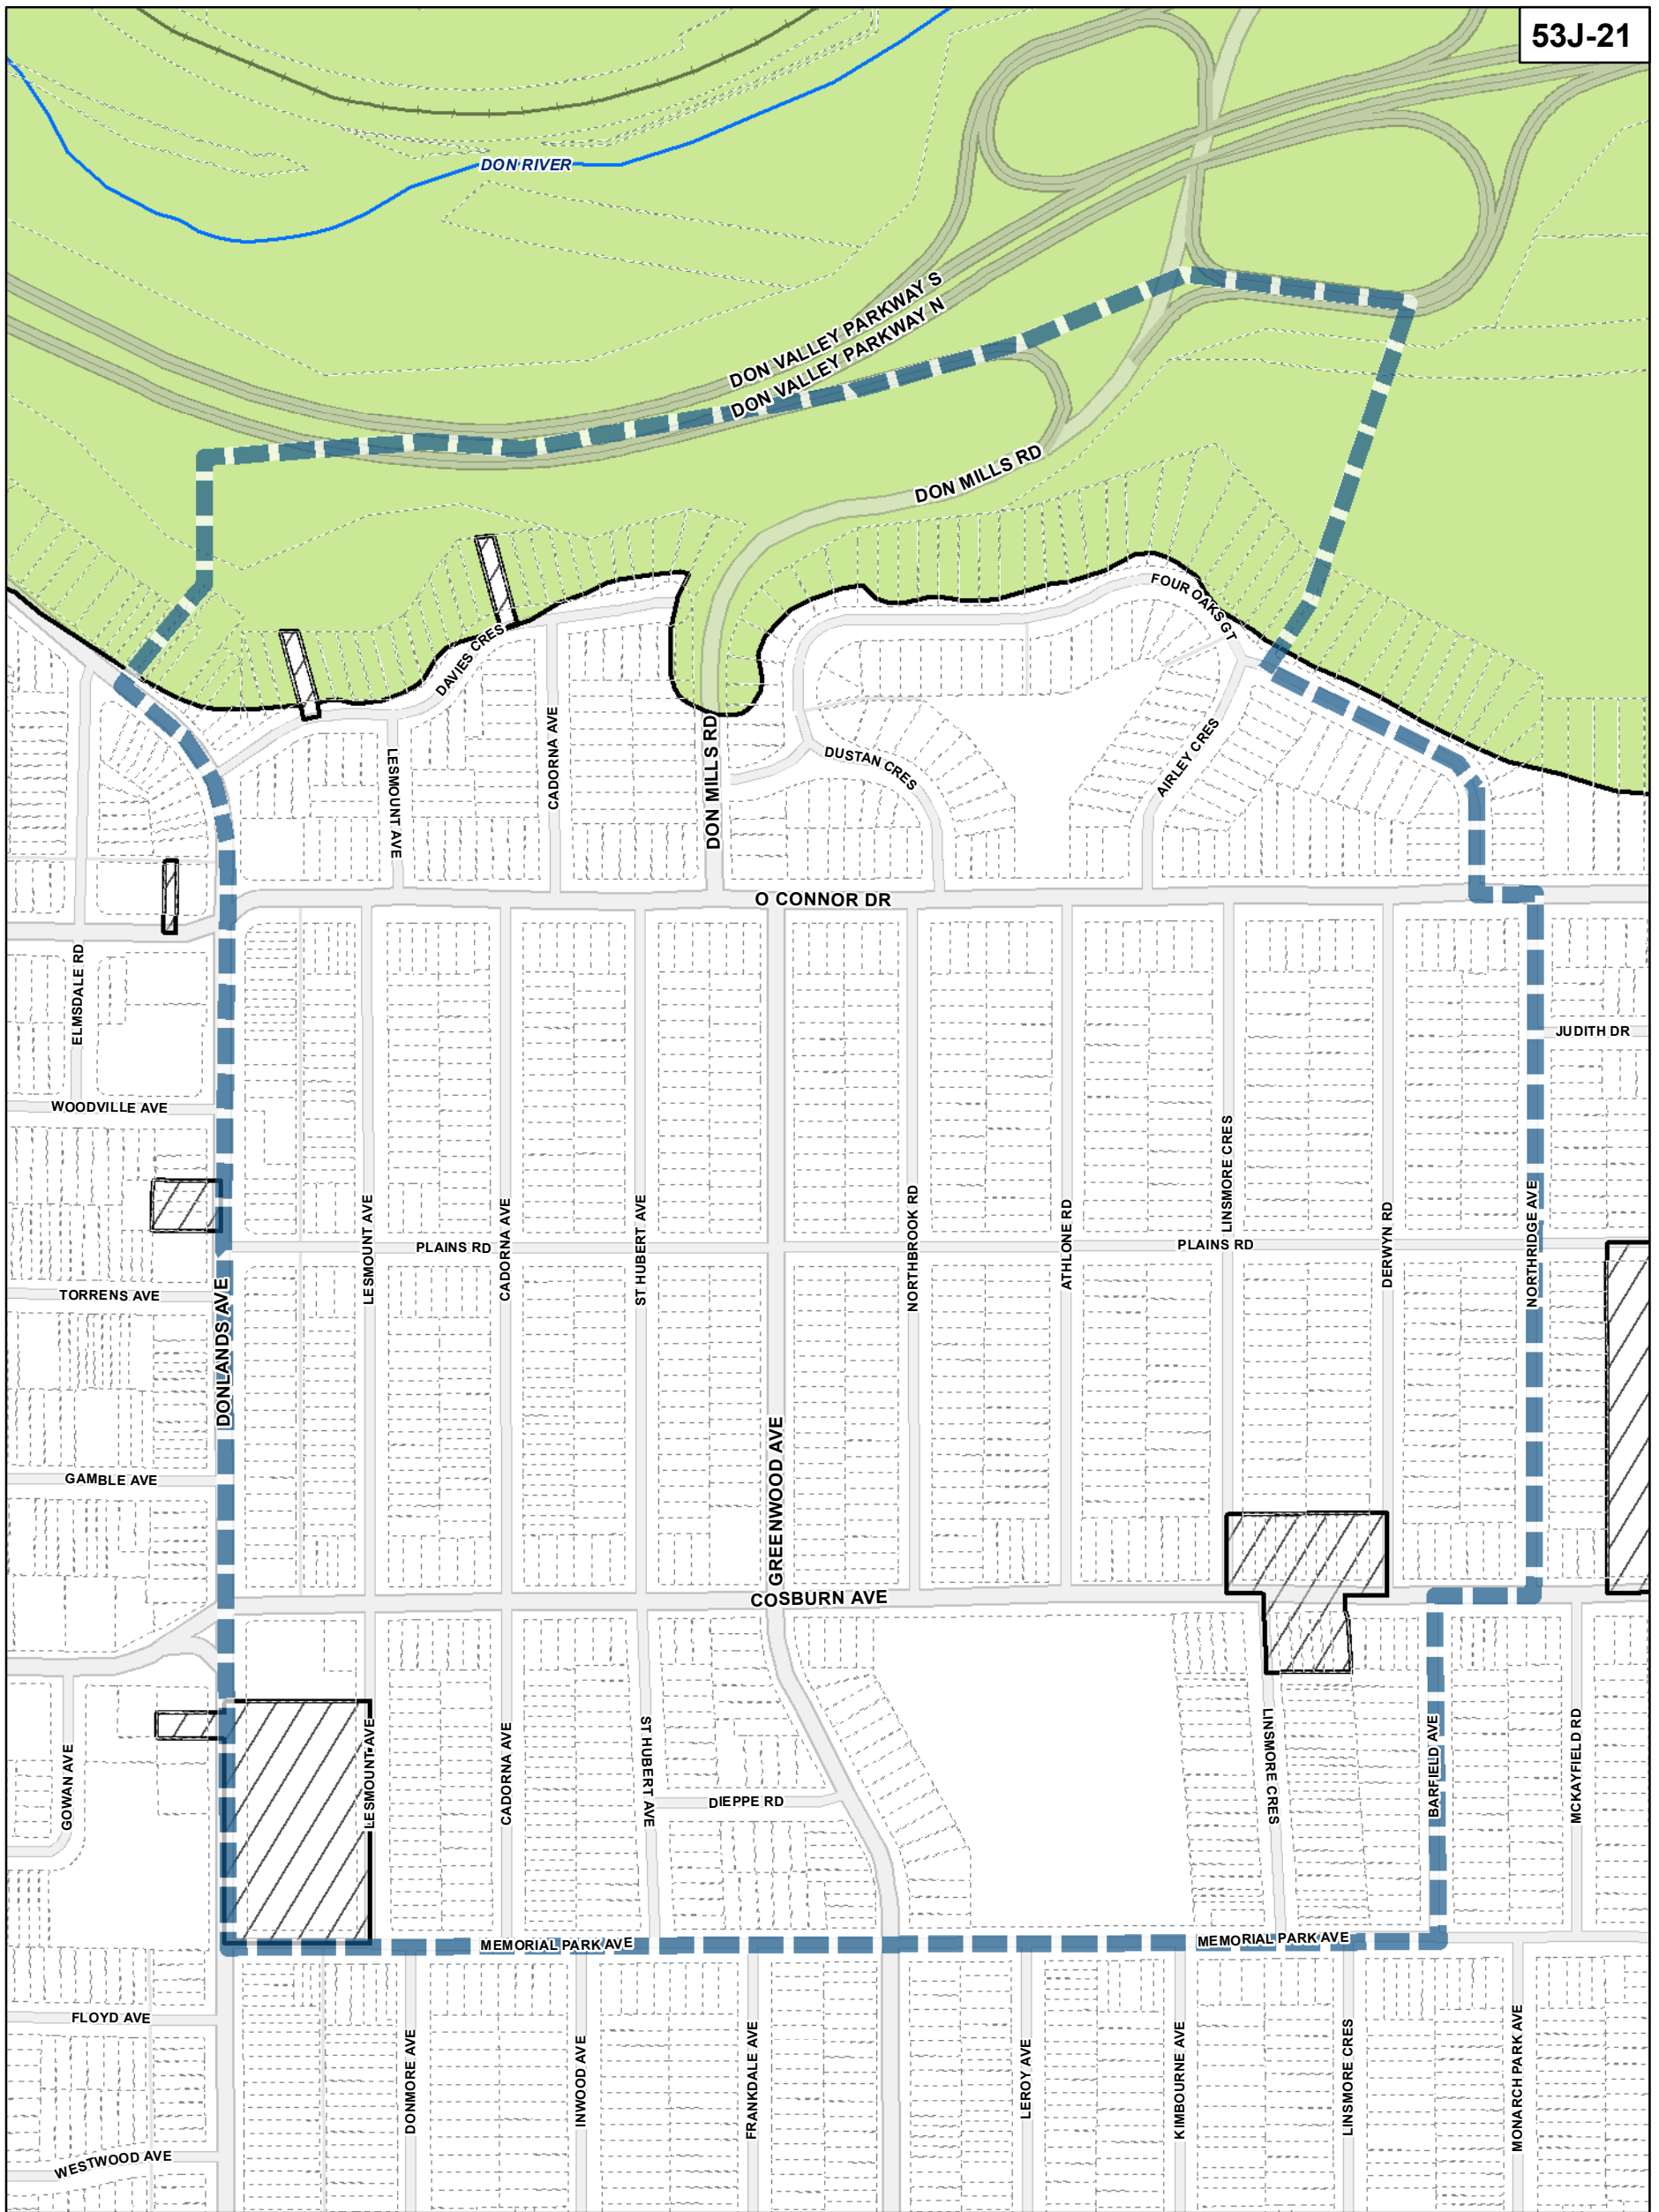 53J-21
DON RIVER
DON VALLEY PARKWAY S
DON VALLEY PARKWAY N
DON MILLS RD
FOUR OAKS GT
DAVIES CRES
LESMOUNT AVE
CADORNA AVE
DON MILLS RD
DUSTAN CRES
AIRLEY CRES
O CONNOR DR
ELMSDALE RD
JUDITH DR
WOODVILLE AVE
LESMOUNT AVE
CADORNA AVE
ST HUBERT AVE
NORTHBROOK RD
ATHLONE RD
LINSMORE CRES
DERWYN RD
NORTHRIDGE AVE
PLAINS RD
PLAINS RD
TORRENS AVE
DONLANDS AVE
GREENWOOD AVE
GAMBLE AVE
COSBURN AVE
GOWAN AVE
LESMOUNT AVE
CADORNA AVE
ST HUBERT AVE
DIEPPE RD
LINSMORE CRES
BARFIELD AVE
MCKAYFIELD RD
MEMORIAL PARK AVE
MEMORIAL PARK AVE
FLOYD AVE
DONMORE AVE
INWOOD AVE
FRANKDALE AVE
LEROY AVE
KIMBOURNE AVE
LINSMORE CRES
MONARCH PARK AVE
WESTWOOD AVE